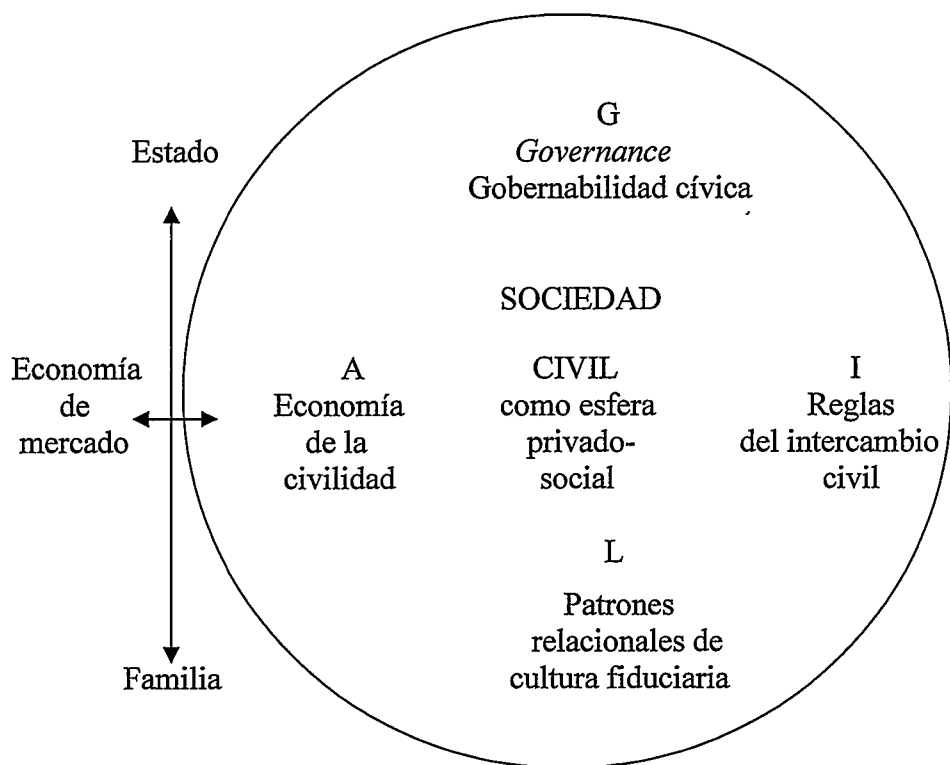 G
Estado
Governance
Gobernabilidad cívica
SOCIEDAD
Economía
de
mercado
A
Economía
de la
civilidad
CIVIL
como esfera
privado-
social
I
Reglas
del intercambio
civil
L
Patrones
relacionales de
cultura fiduciaria
Familia